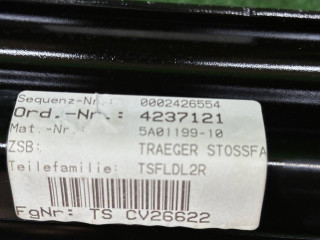 Sequenz-Nr.: 0002426554
Ord.-Nr.: 4237121
Mat.-Nr.: 5A01199-10
ZSB: TRAEGER STOSSFA
Teilefamilie: TSFLDL2R
FgNr: TS CV26622